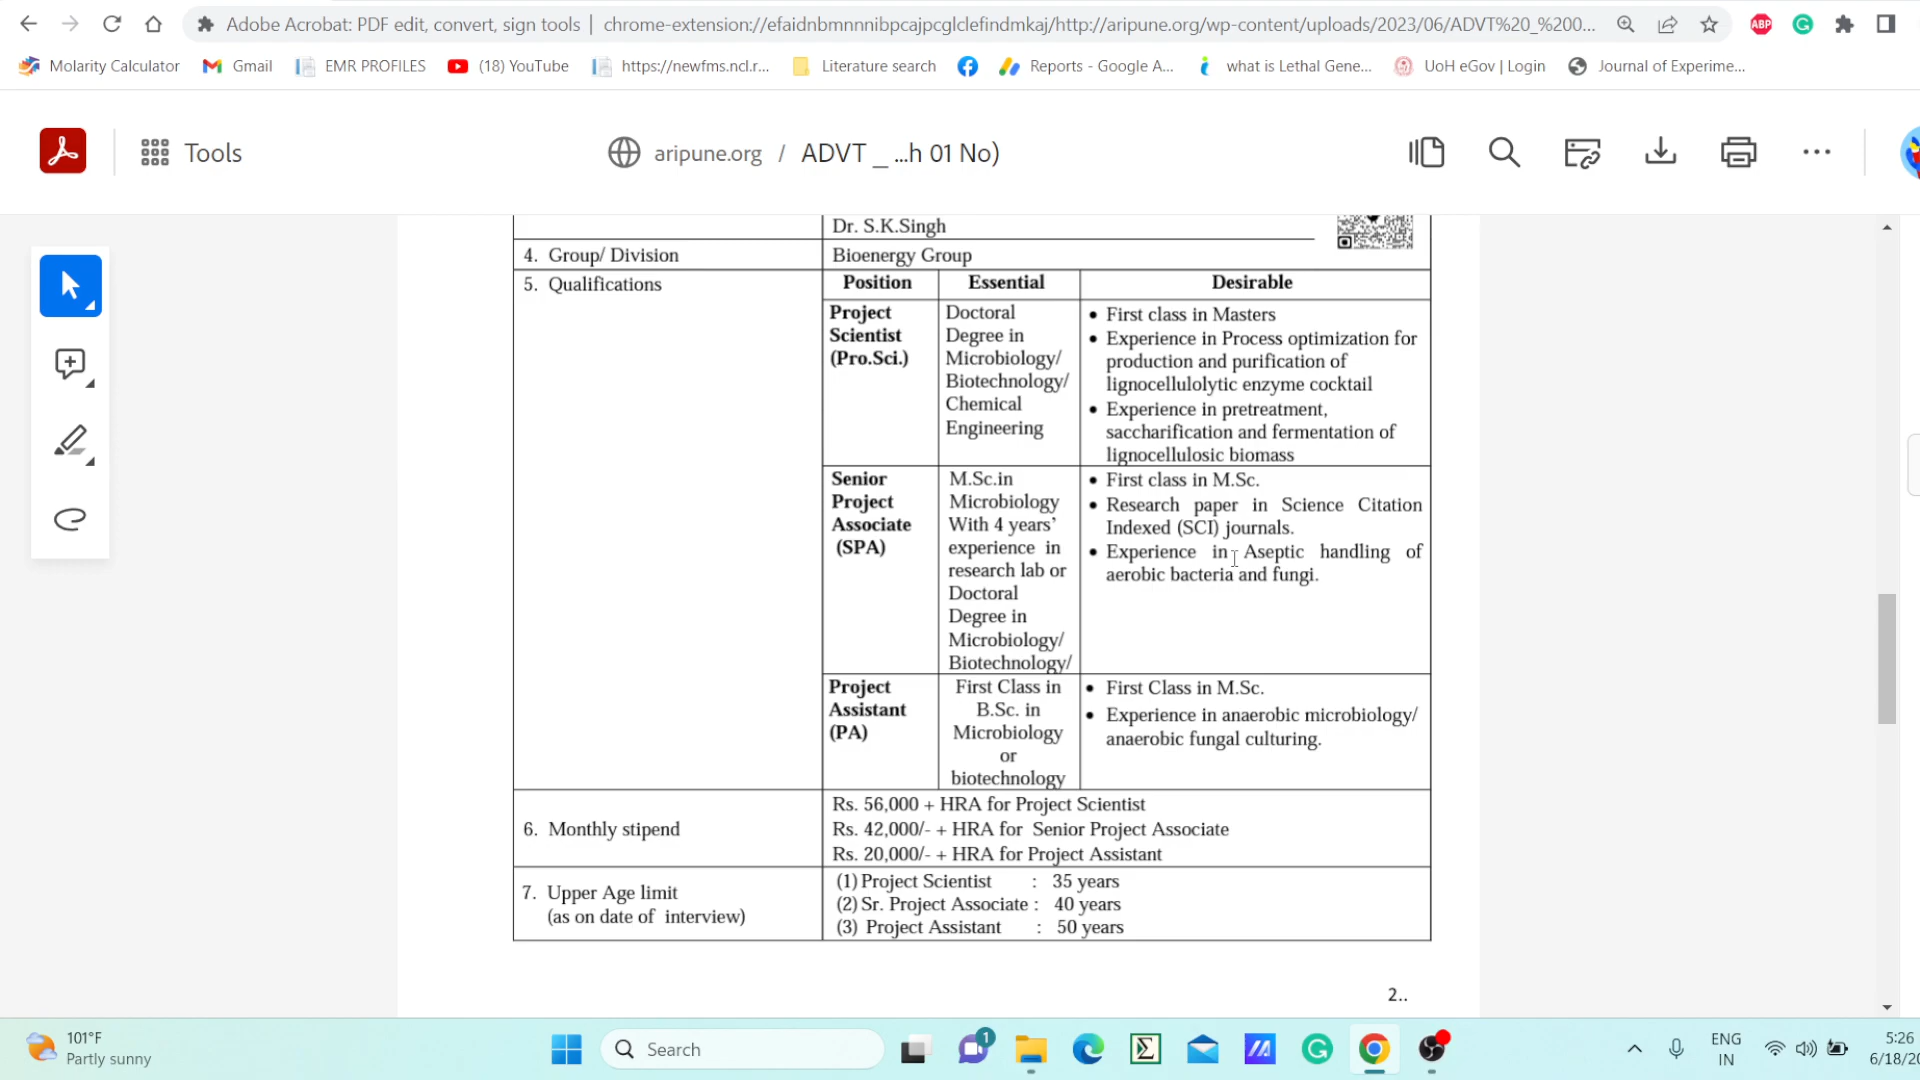 Adobe Acrobat: PDF edit, convert, sign tools | chrome-extension://efaidnbmnnnibpcajpcglclefindmkaj/http://aripune.org/wp-content/uploads/2023/06/ADVT%20_%200...
ABP
Molarity Calculator
Gmail
EMR PROFILES
(18) YouTube
https://newfms.ncl.r...
Literature search
Reports - Google A...
what is Lethal Gene...
UoH eGov | Login
Journal of Experime...
Tools
aripune.org / ADVT _ ...h 01 No)
Dr. S.K.Singh
4. Group/ Division
Bioenergy Group
5. Qualifications
Position
Essential
Desirable
Project
Scientist
(Pro.Sci.)
Doctoral
Degree in
Microbiology/
Biotechnology/
Chemical
Engineering
• First class in Masters
• Experience in Process optimization for
production and purification of
lignocellulolytic enzyme cocktail
• Experience in pretreatment,
saccharification and fermentation of
lignocellulosic biomass
Senior
Project
Associate
(SPA)
M.Sc.in
Microbiology
With 4 years’
experience in
research lab or
Doctoral
Degree in
Microbiology/
Biotechnology/
• First class in M.Sc.
• Research paper in Science Citation
Indexed (SCI) journals.
• Experience in Aseptic handling of
aerobic bacteria and fungi.
Project
Assistant
(PA)
First Class in
B.Sc. in
Microbiology
or
biotechnology
• First Class in M.Sc.
• Experience in anaerobic microbiology/
anaerobic fungal culturing.
6. Monthly stipend
Rs. 56,000 + HRA for Project Scientist
Rs. 42,000/- + HRA for Senior Project Associate
Rs. 20,000/- + HRA for Project Assistant
7. Upper Age limit
(as on date of interview)
(1) Project Scientist : 35 years
(2) Sr. Project Associate : 40 years
(3) Project Assistant : 50 years
2..
101°F
Partly sunny
Search
1
ENG
IN
5:26
6/18/20